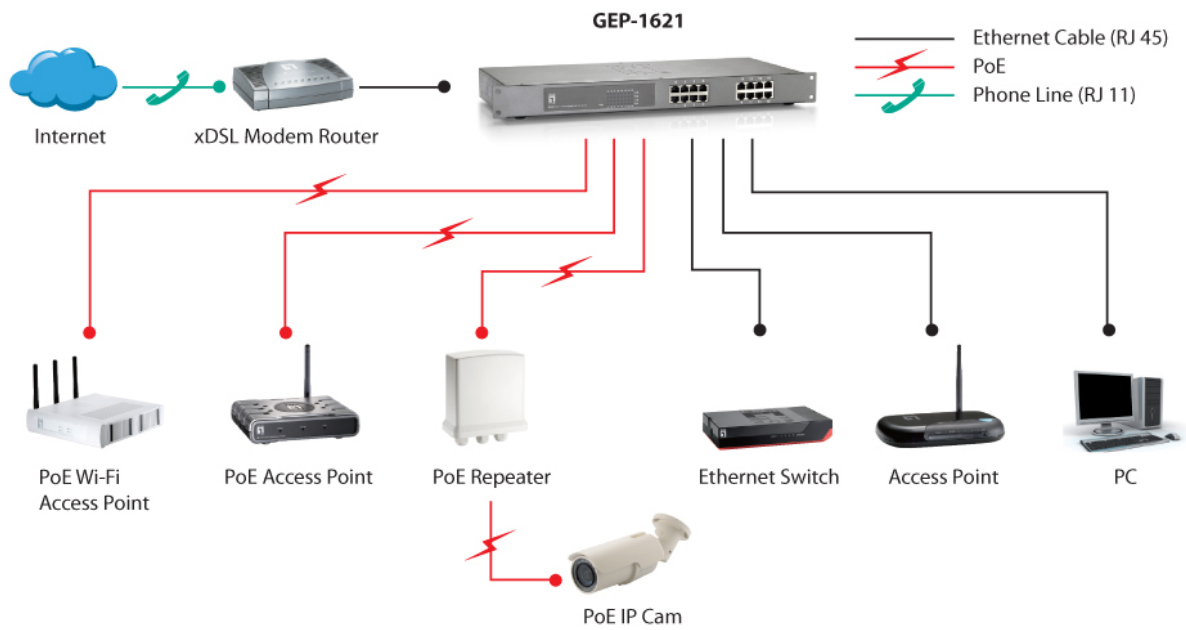 GEP-1621
Ethernet Cable (RJ 45)
PoE
Phone Line (RJ 11)
Internet
xDSL Modem Router
PoE Wi-Fi
Access Point
PoE Access Point
PoE Repeater
Ethernet Switch
Access Point
PC
PoE IP Cam